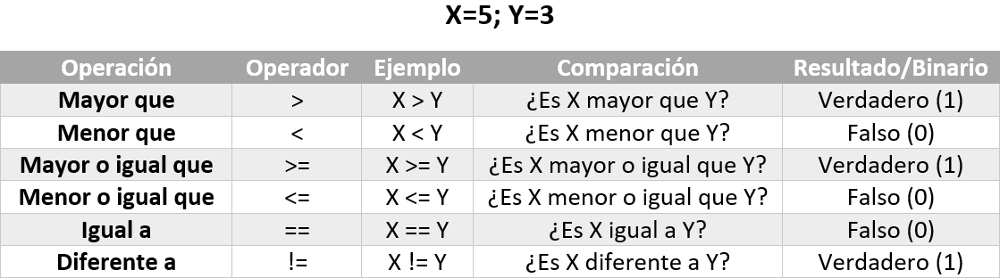 X=5; Y=3
Operación Operador Ejemplo Comparación Resultado/Binario
Mayor que > X > Y ¿Es X mayor que Y? Verdadero (1)
Menor que < X < Y ¿Es X menor que Y? Falso (0)
Mayor o igual que >= X >= Y ¿Es X mayor o igual que Y? Verdadero (1)
Menor o igual que <= X <= Y ¿Es X menor o igual que Y? Falso (0)
Igual a == X == Y ¿Es X igual a Y? Falso (0)
Diferente a != X != Y ¿Es X diferente a Y? Verdadero (1)